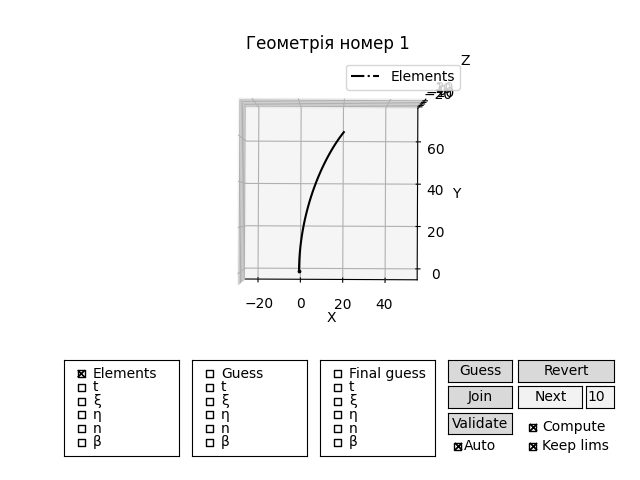 Геометрія номер 1
Z
Elements
−20
60
40
Y
20
0
−20 0 20 40
X
Elements
t
ξ
η
n
β
Guess
t
ξ
η
n
β
Final guess
t
ξ
η
n
β
Guess Revert
Join Next 10
Validate Compute
Auto Keep lims